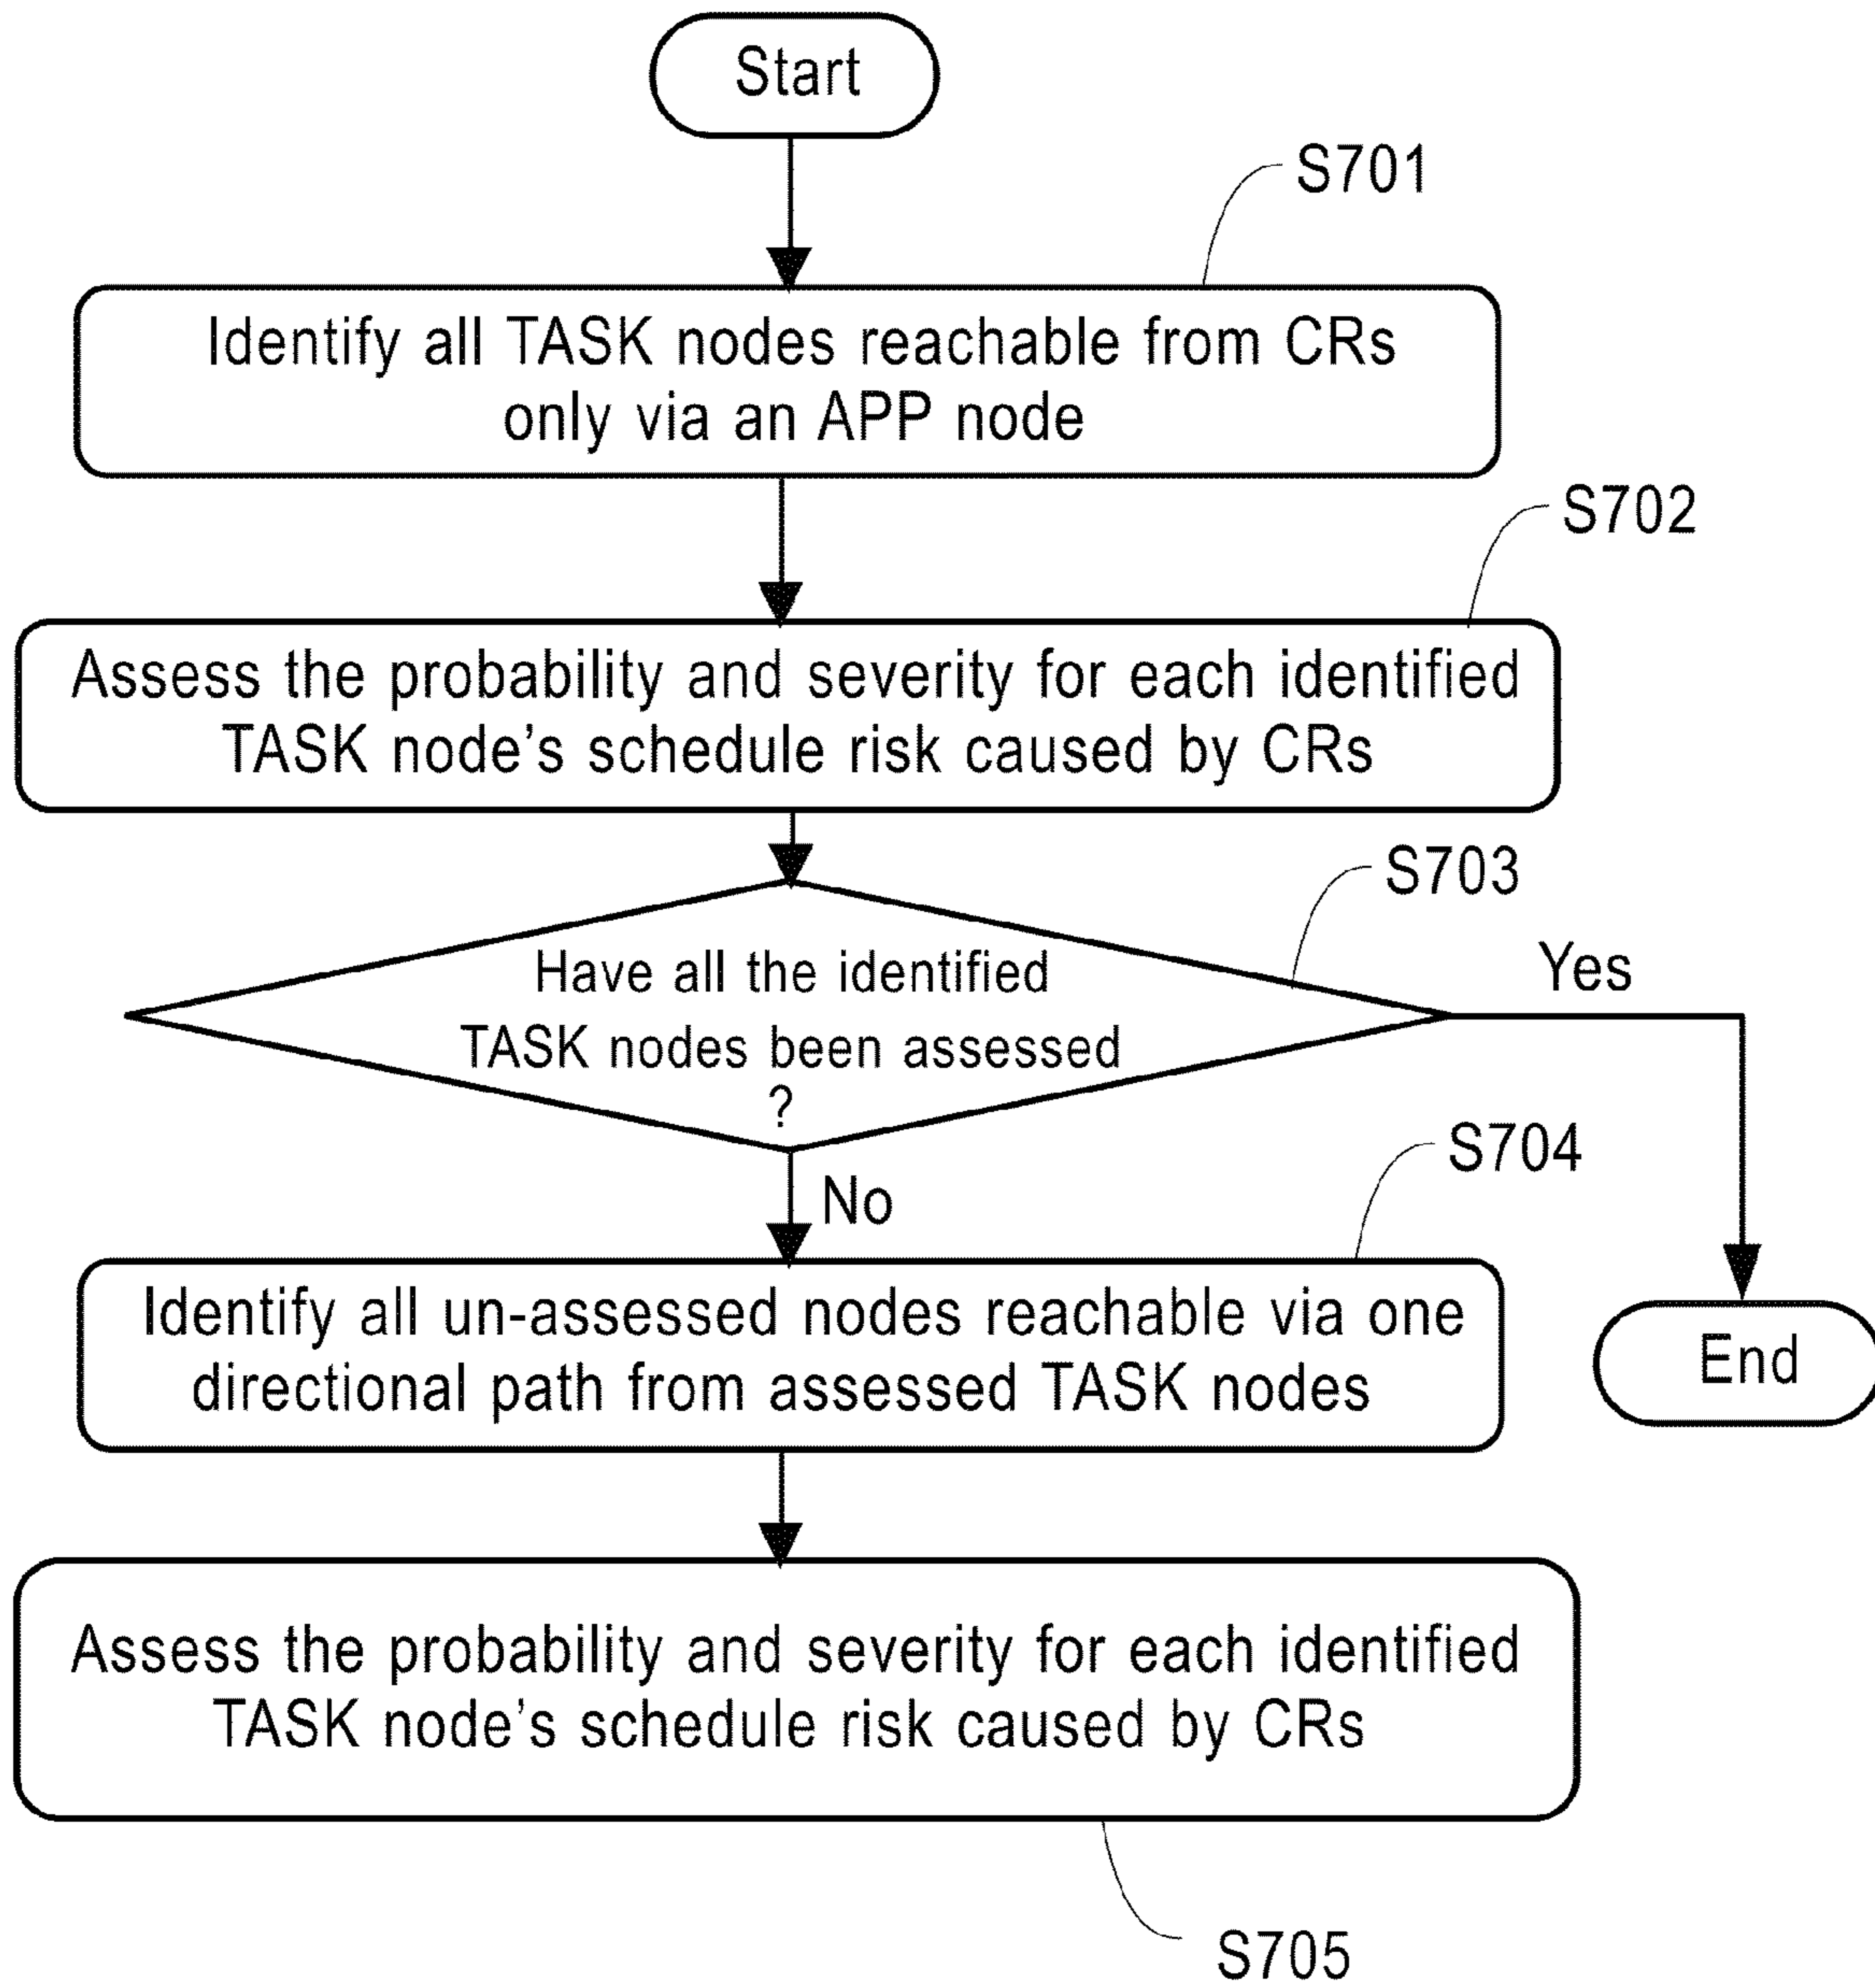 Start
S701
Identify all TASK nodes reachable from CRs
only via an APP node
S702
Assess the probability and severity for each identified
TASK node's schedule risk caused by CRs
S703
Have all the identified
TASK nodes been assessed
?
Yes
No
S704
Identify all un-assessed nodes reachable via one
directional path from assessed TASK nodes
End
Assess the probability and severity for each identified
TASK node's schedule risk caused by CRs
S705